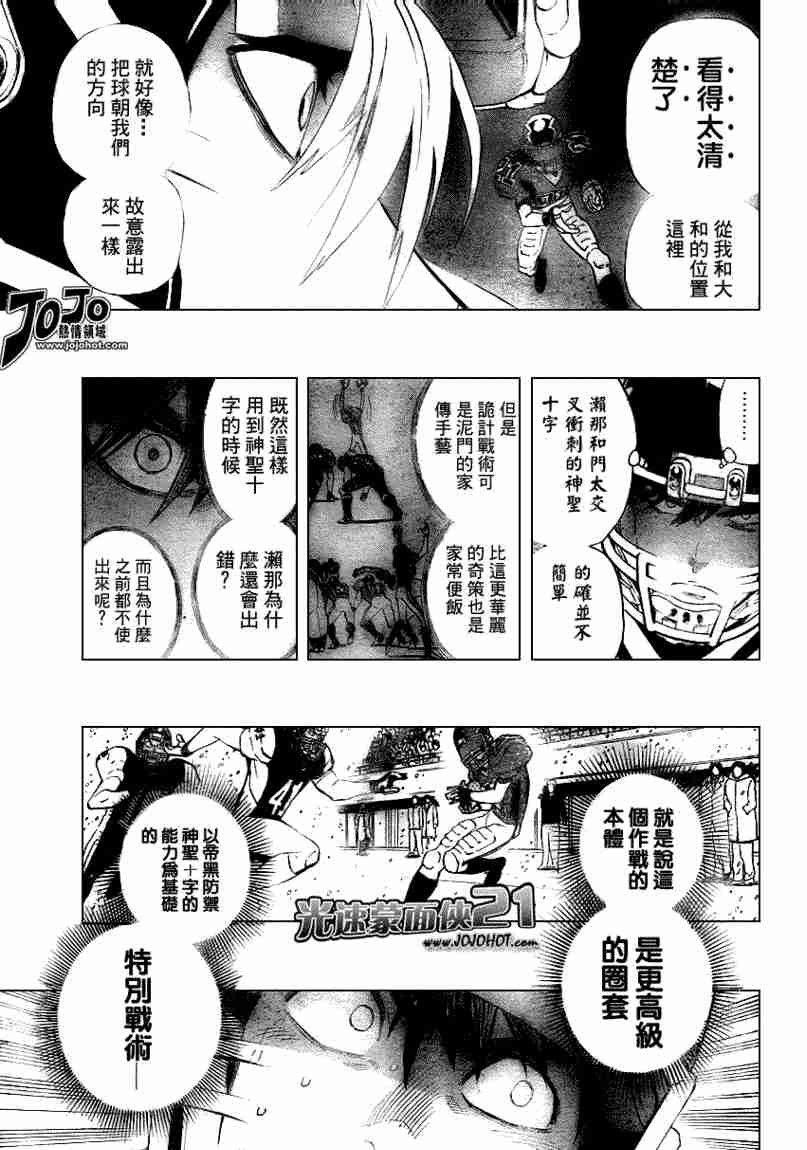 看得太清
楚了
從我和大
和的位置
這裡
就好像…
把球朝我們
的方向
故意露出
來一樣
JOJO
熱情領域
www.jojohot.com
………
瀨那和門太交
叉衝刺的神聖
十字
的確並不
簡單
但是
詭計戰術可
是泥門的家
傳手藝
比這更華麗
的奇策也是
家常便飯
既然這樣
用到神聖十
字的時候
瀨那為什
麼還會出
錯?
而且為什麼
之前都不使
出來呢?
就是說這
個作戰的
本體
是更高級
的圈套
4
以帝黑防禦
神聖十字的
能力為基礎
的
特別戰術—
光速蒙面俠21
www.JOJOHOT.com